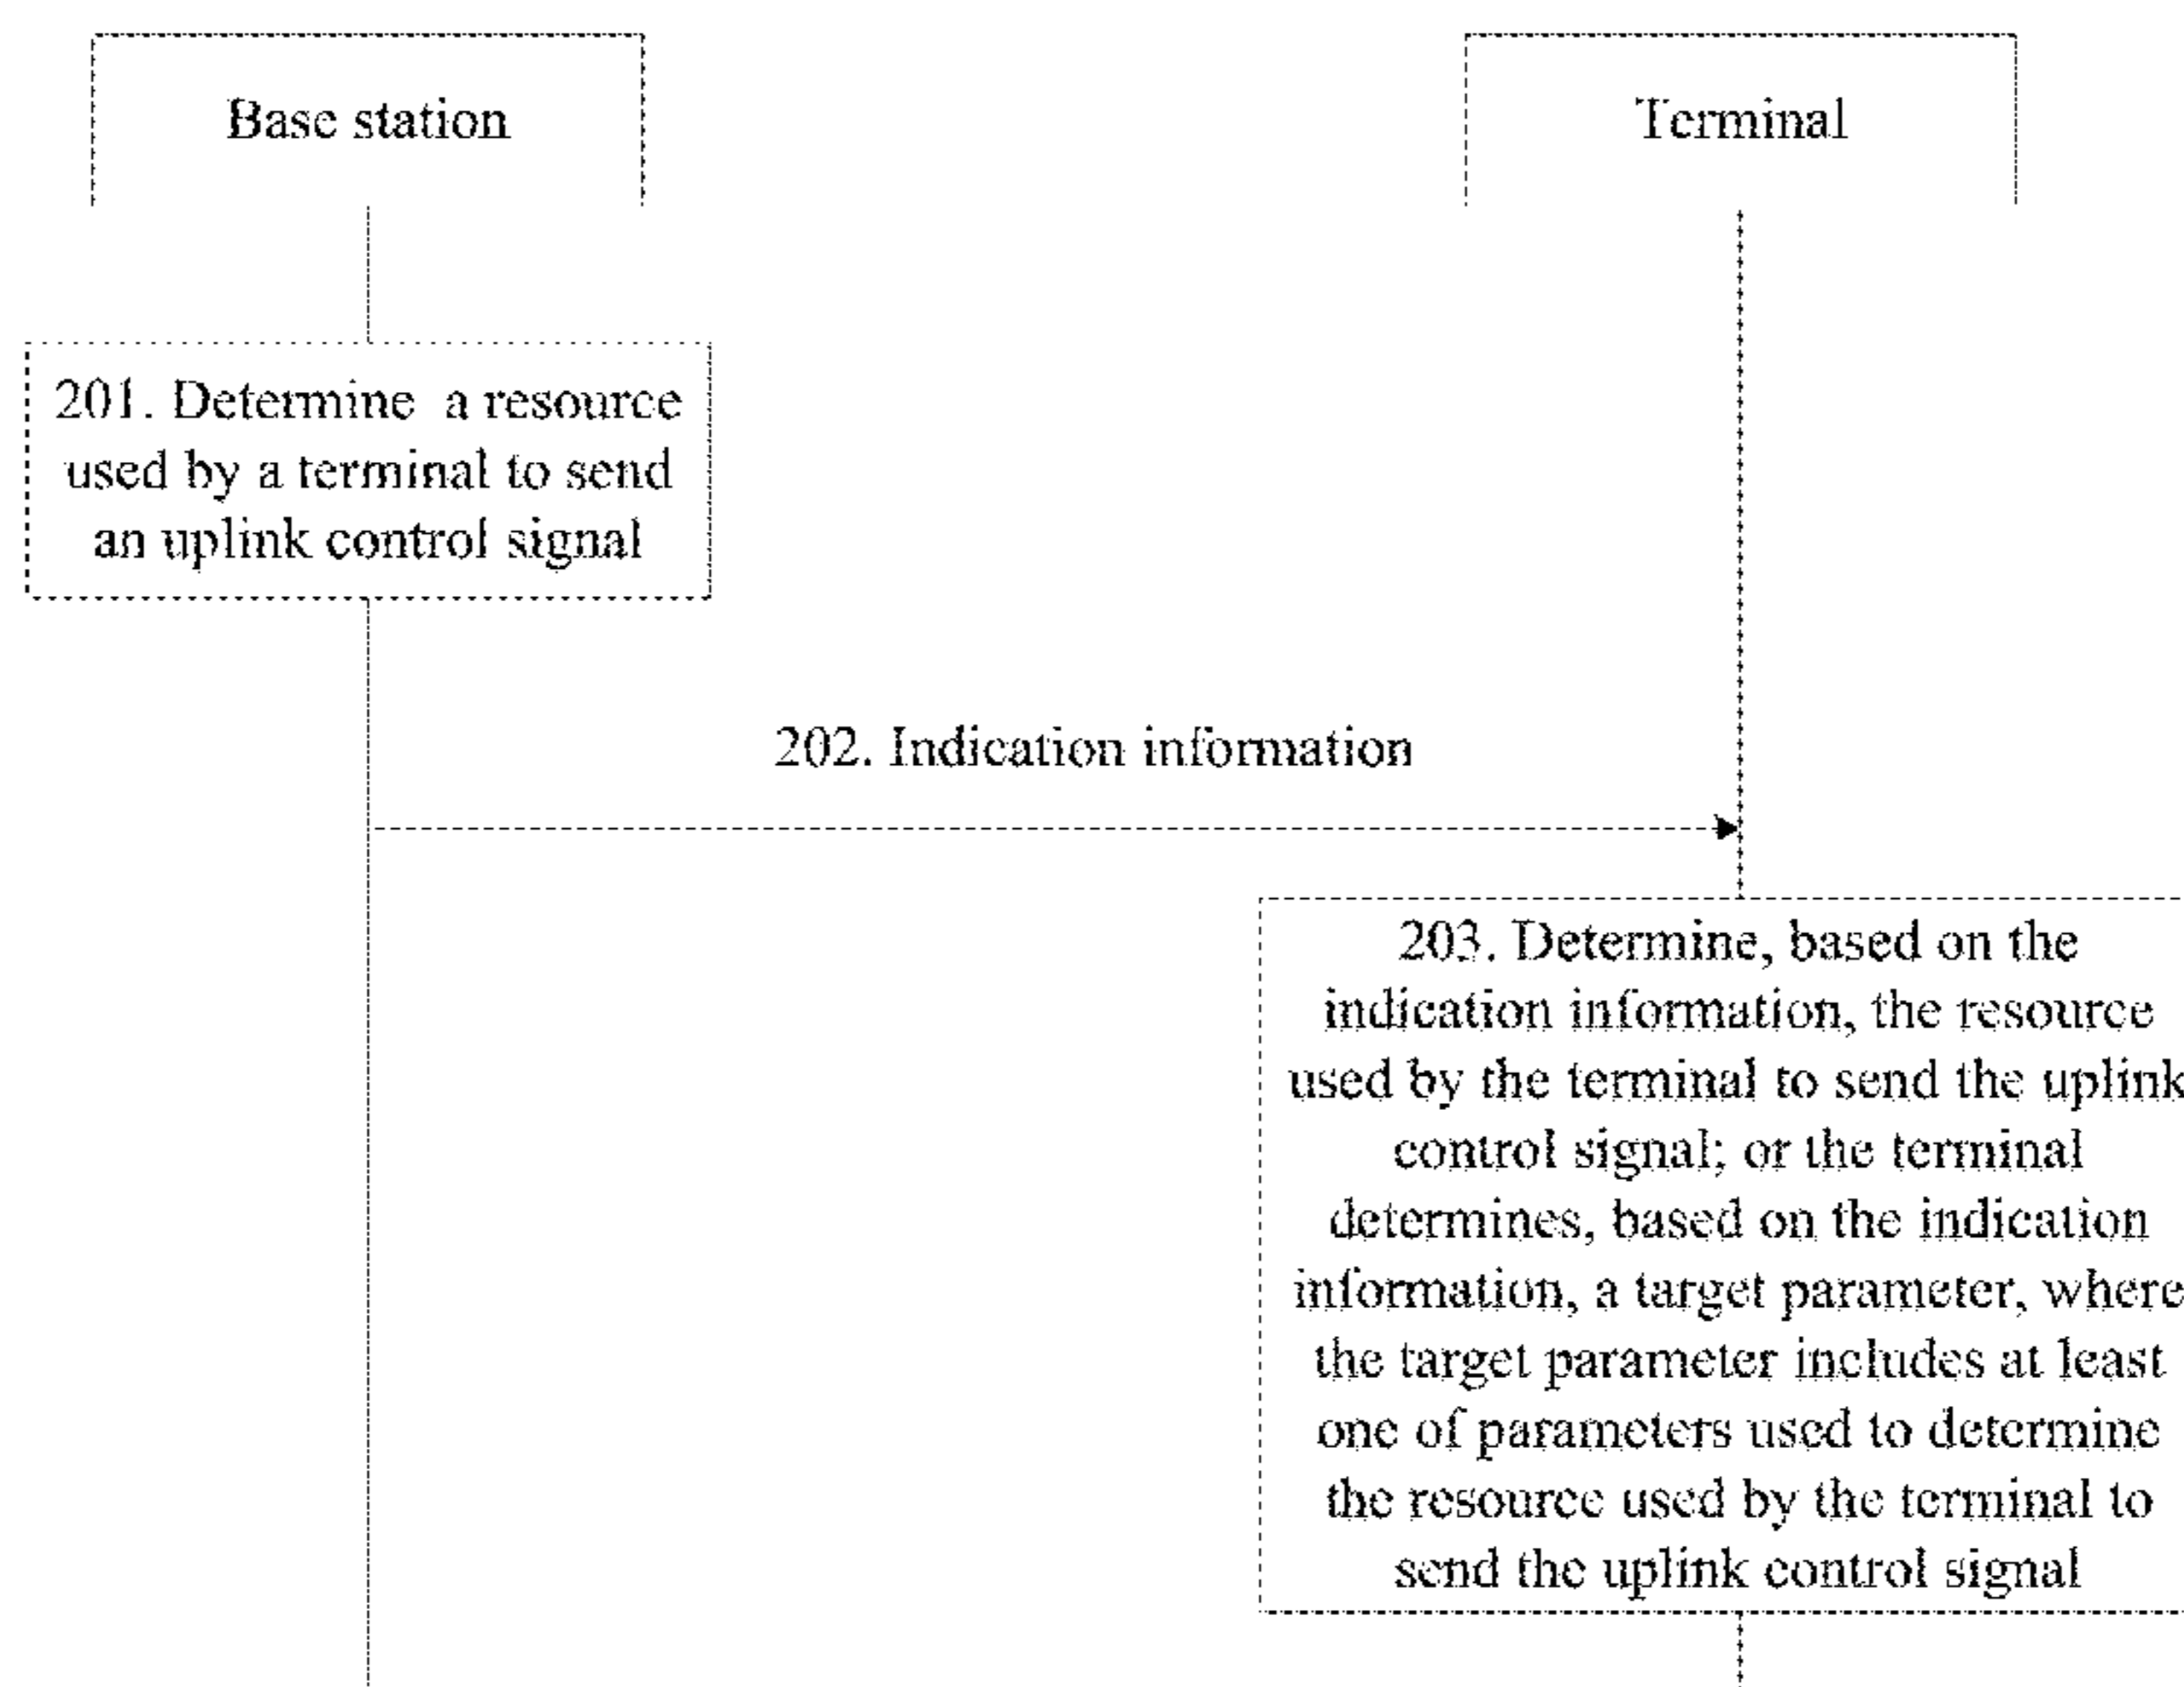 Base station
Terminal
201. Determine a resource
used by a terminal to send
an uplink control signal
202. Indication information
203. Determine, based on the
indication information, the resource
used by the terminal to send the uplink
control signal; or the terminal
determines, based on the indication
information, a target parameter, where
the target parameter includes at least
one of parameters used to determine
the resource used by the terminal to
send the uplink control signal